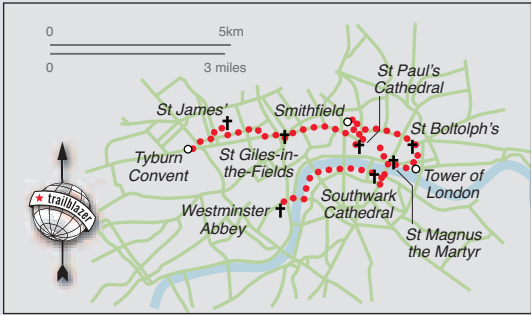 0 5km
0 3 miles
St Paul's
Cathedral
St James'
Smithfield
St Boltolph's
Tyburn
Convent
St Giles-in-
the-Fields
Tower of
London
Westminster
Abbey
Southwark
Cathedral
St Magnus
the Martyr
trailblazer